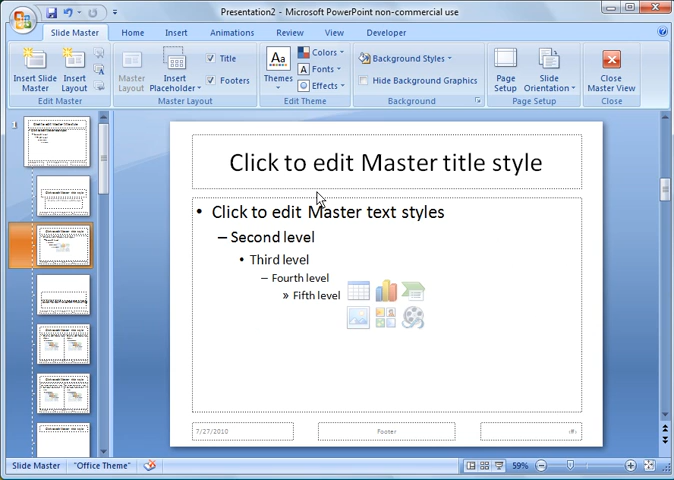 Presentation2 - Microsoft PowerPoint non-commercial use
Slide Master Home Insert Animations Review View Developer
Insert Slide Master
Insert Layout
Edit Master
Master Layout
Insert Placeholder
Title
Footers
Master Layout
Themes
Colors
Fonts
Effects
Edit Theme
Background Styles
Hide Background Graphics
Background
Page Setup
Slide Orientation
Page Setup
Close Master View
Close
1
Click to edit Master title style
• Click to edit Master text styles
– Second level
• Third level
– Fourth level
» Fifth level
7/27/2010 Footer ‹#›
Slide Master "Office Theme" 59%